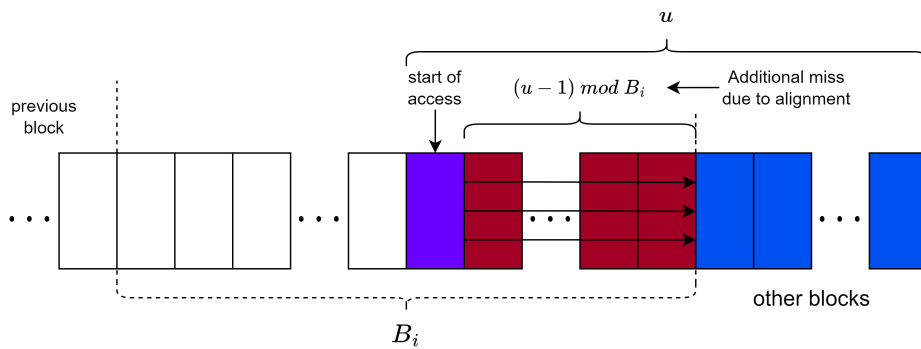 u
start of
access
(u − 1) mod B_i
Additional miss
due to alignment
previous
block
• • •
• • •
• • •
• • •
other blocks
B_i